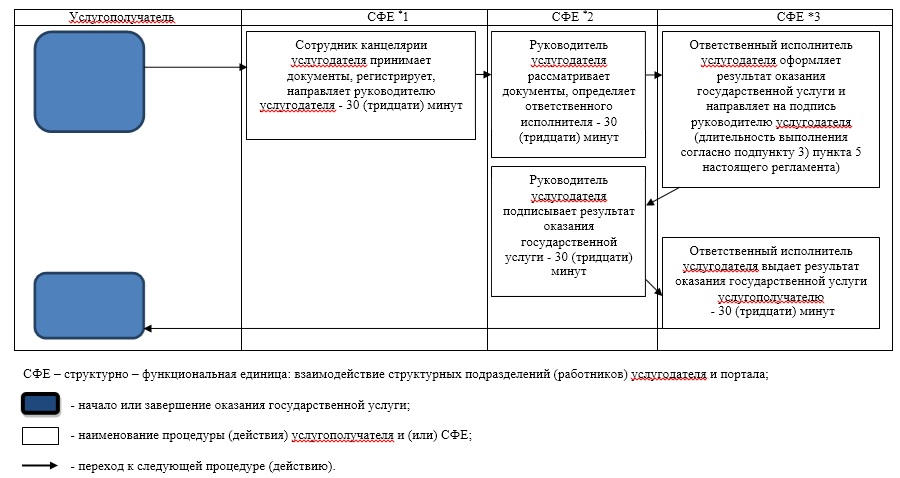 Услугополучатель
СФЕ *1
СФЕ *2
СФЕ *3
Сотрудник канцелярии
услугодателя принимает
документы, регистрирует,
направляет руководителю
услугодателя - 30 (тридцати) минут
Руководитель
услугодателя
рассматривает
документы, определяет
ответственного
исполнителя - 30
(тридцати) минут
Ответственный исполнитель
услугодателя оформляет
результат оказания
государственной услуги и
направляет на подпись
руководителю услугодателя
(длительность выполнения
согласно подпункту 3) пункта 5
настоящего регламента)
Руководитель
услугодателя
подписывает результат
оказания
государственной
услуги - 30 (тридцати)
минут
Ответственный исполнитель
услугодателя выдает результат
оказания государственной услуги
услугополучателю
- 30 (тридцати) минут
СФЕ – структурно – функциональная единица: взаимодействие структурных подразделений (работников) услугодателя и портала;
- начало или завершение оказания государственной услуги;
- наименование процедуры (действия) услугополучателя и (или) СФЕ;
- переход к следующей процедуре (действию).